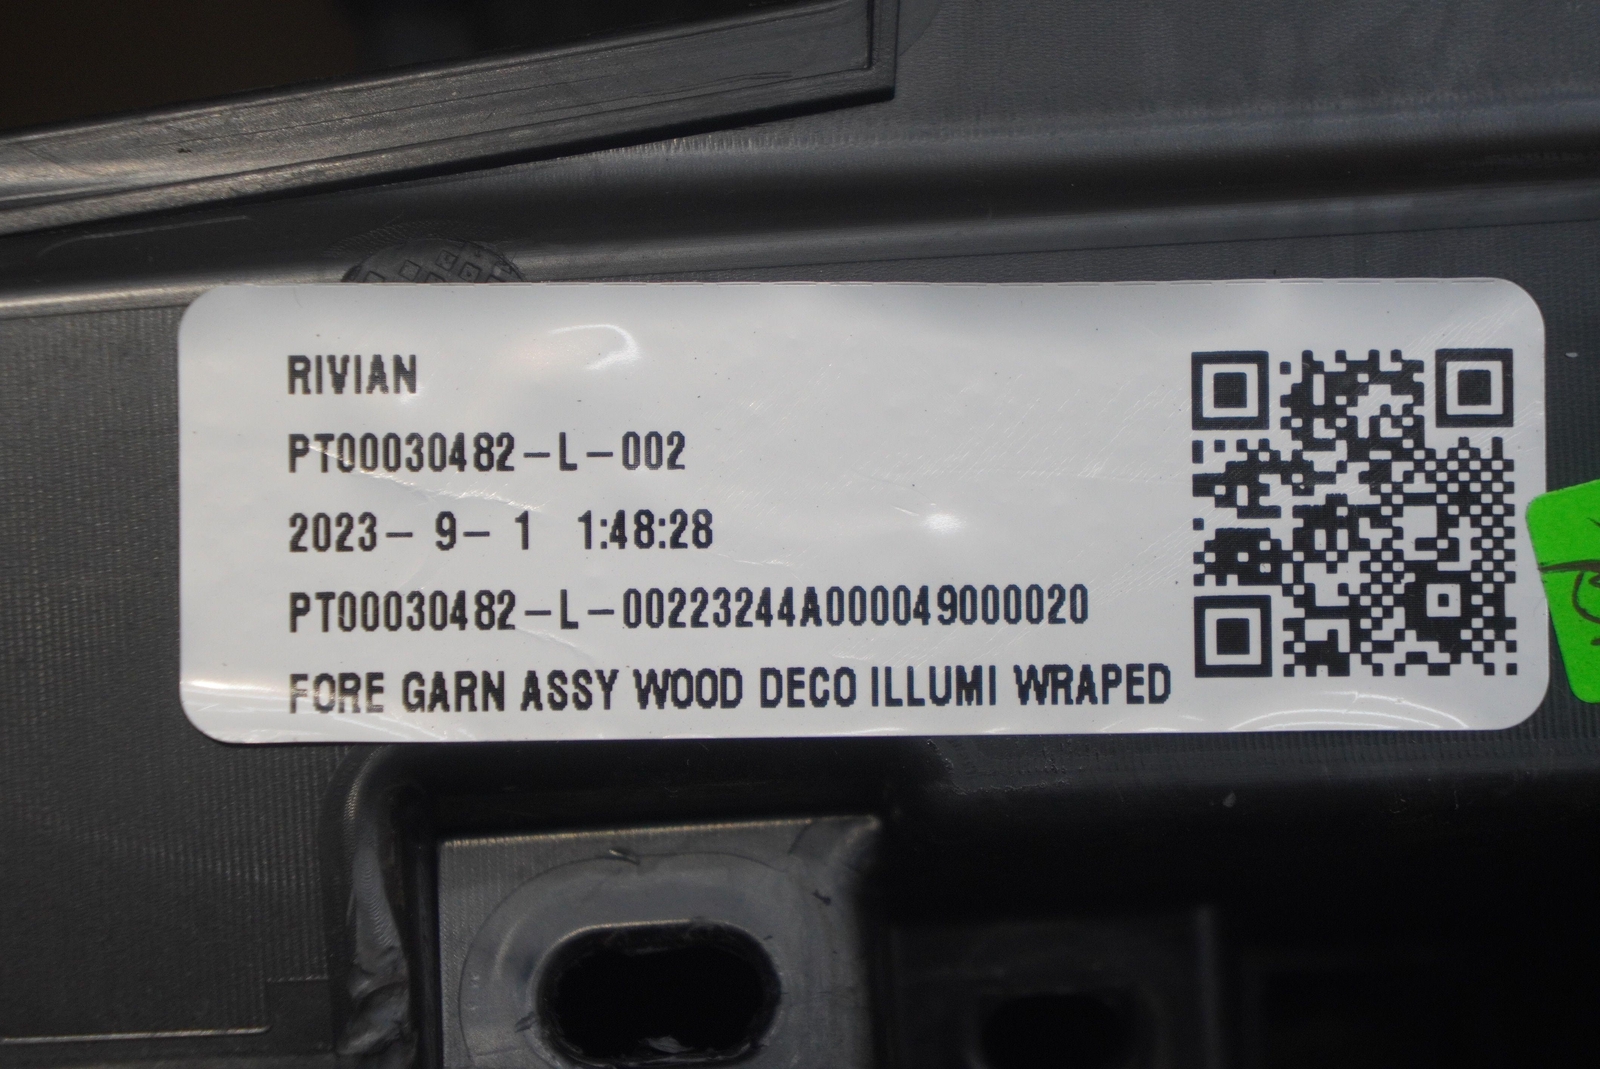 RIVIAN
PT00030482-L-002
2023- 9- 1 1:48:28
PT00030482-L-00223244A000049000020
FORE GARN ASSY WOOD DECO ILLUMI WRAPED